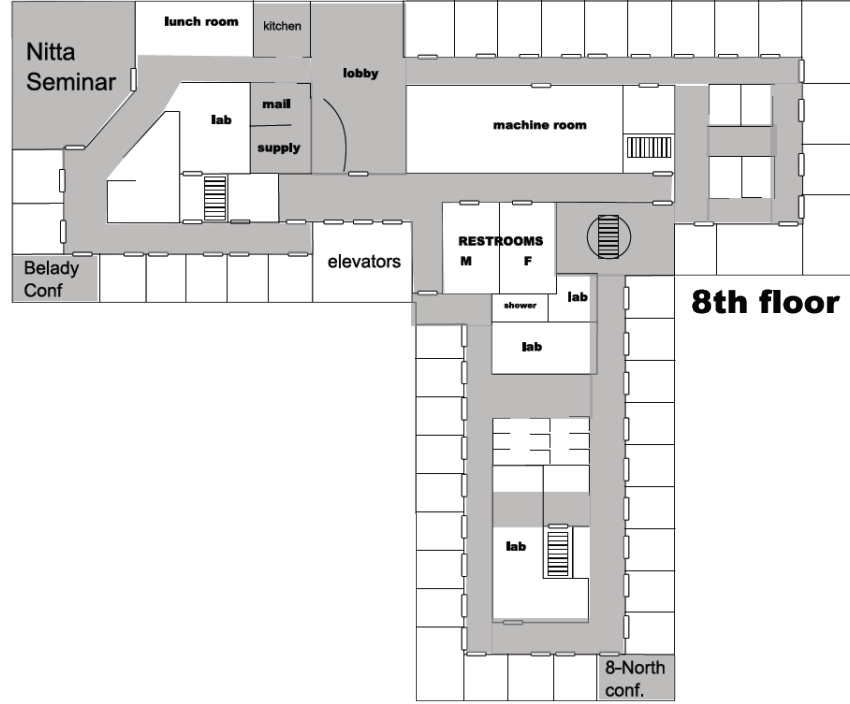 lunch room
kitchen
Nitta
Seminar
lobby
mail
lab
machine room
supply
RESTROOMS
M F
elevators
Belady
Conf
lab
shower
8th floor
lab
lab
8-North
conf.